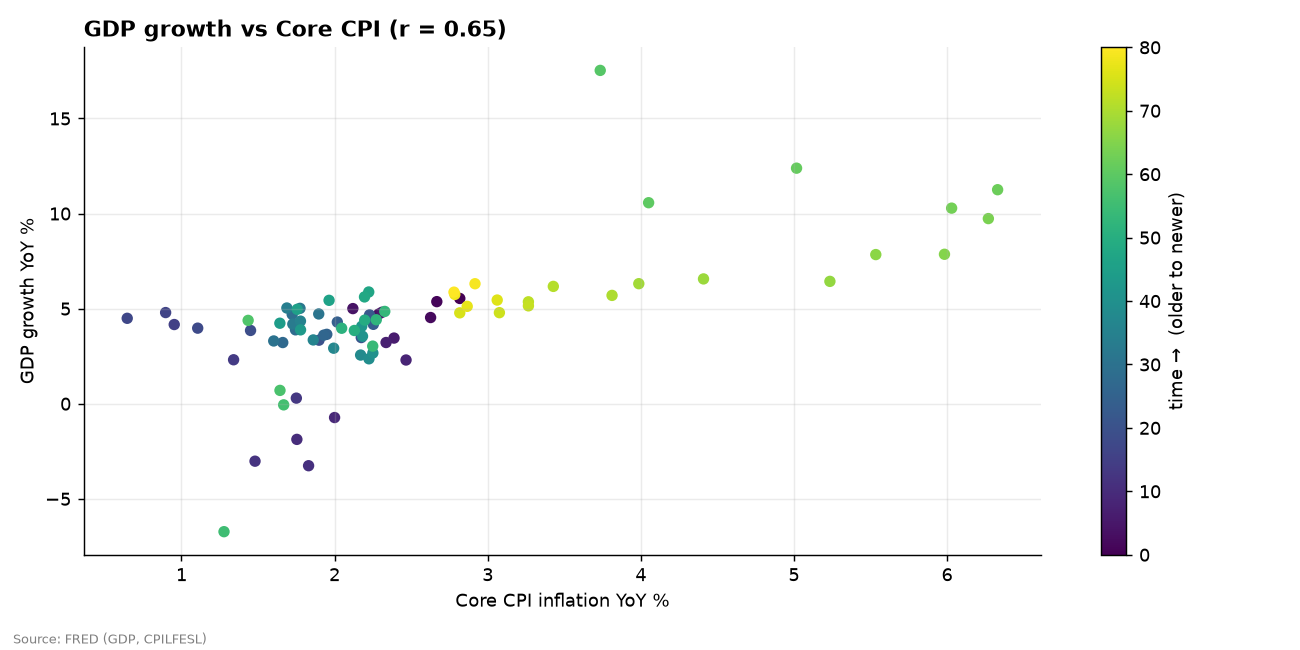 GDP growth vs Core CPI (r = 0.65)
GDP growth YoY %
15
10
5
0
−5
1 2 3 4 5 6
Core CPI inflation YoY %
80
70
60
50
40
30
20
10
0
time → (older to newer)
Source: FRED (GDP, CPILFESL)